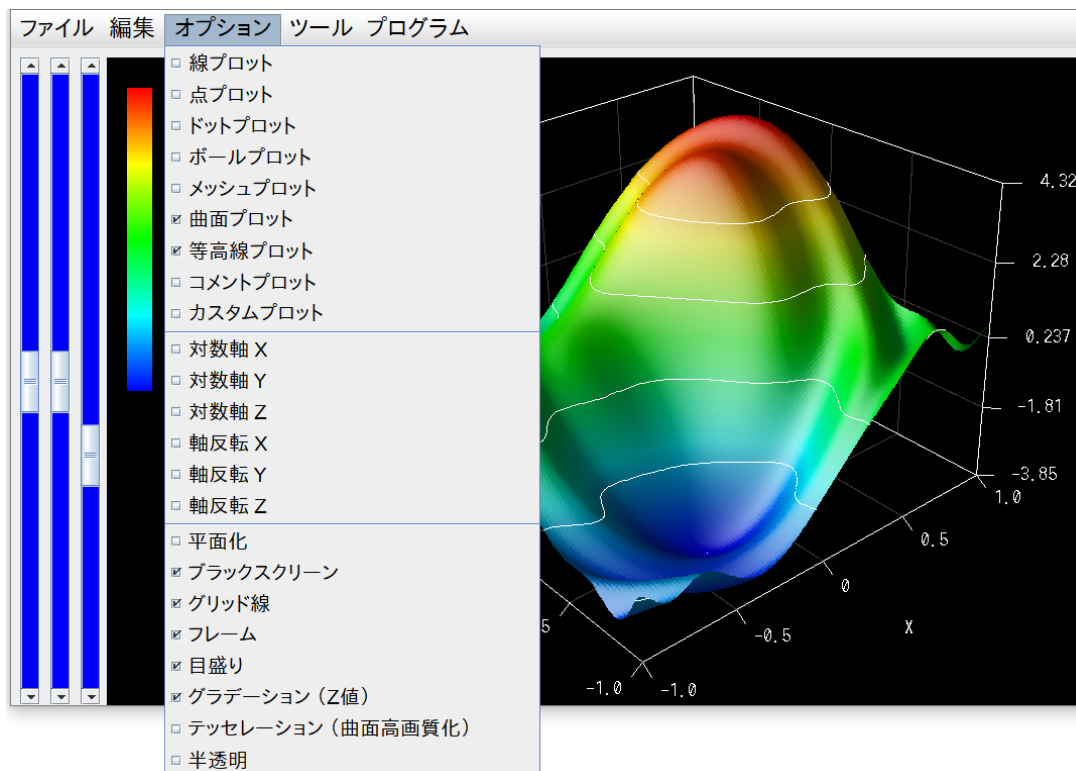 ファイル 編集 オプション ツール プログラム
線プロット
点プロット
ドットプロット
ボールプロット
メッシュプロット
曲面プロット
等高線プロット
コメントプロット
カスタムプロット
対数軸 X
対数軸 Y
対数軸 Z
軸反転 X
軸反転 Y
軸反転 Z
平面化
ブラックスクリーン
グリッド線
フレーム
目盛り
グラデーション（Z値）
テッセレーション（曲面高画質化）
半透明
4.32
2.28
0.237
-1.81
-3.85
1.0
0.5
0
X
-0.5
-1.0
-1.0
5